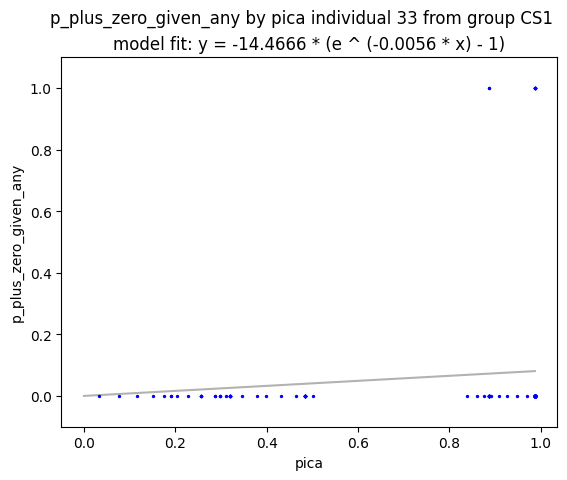 p_plus_zero_given_any by pica individual 33 from group CS1
model fit: y = -14.4666 * (e ^ (-0.0056 * x) - 1)
p_plus_zero_given_any
1.0
0.8
0.6
0.4
0.2
0.0
0.0 0.2 0.4 0.6 0.8 1.0
pica